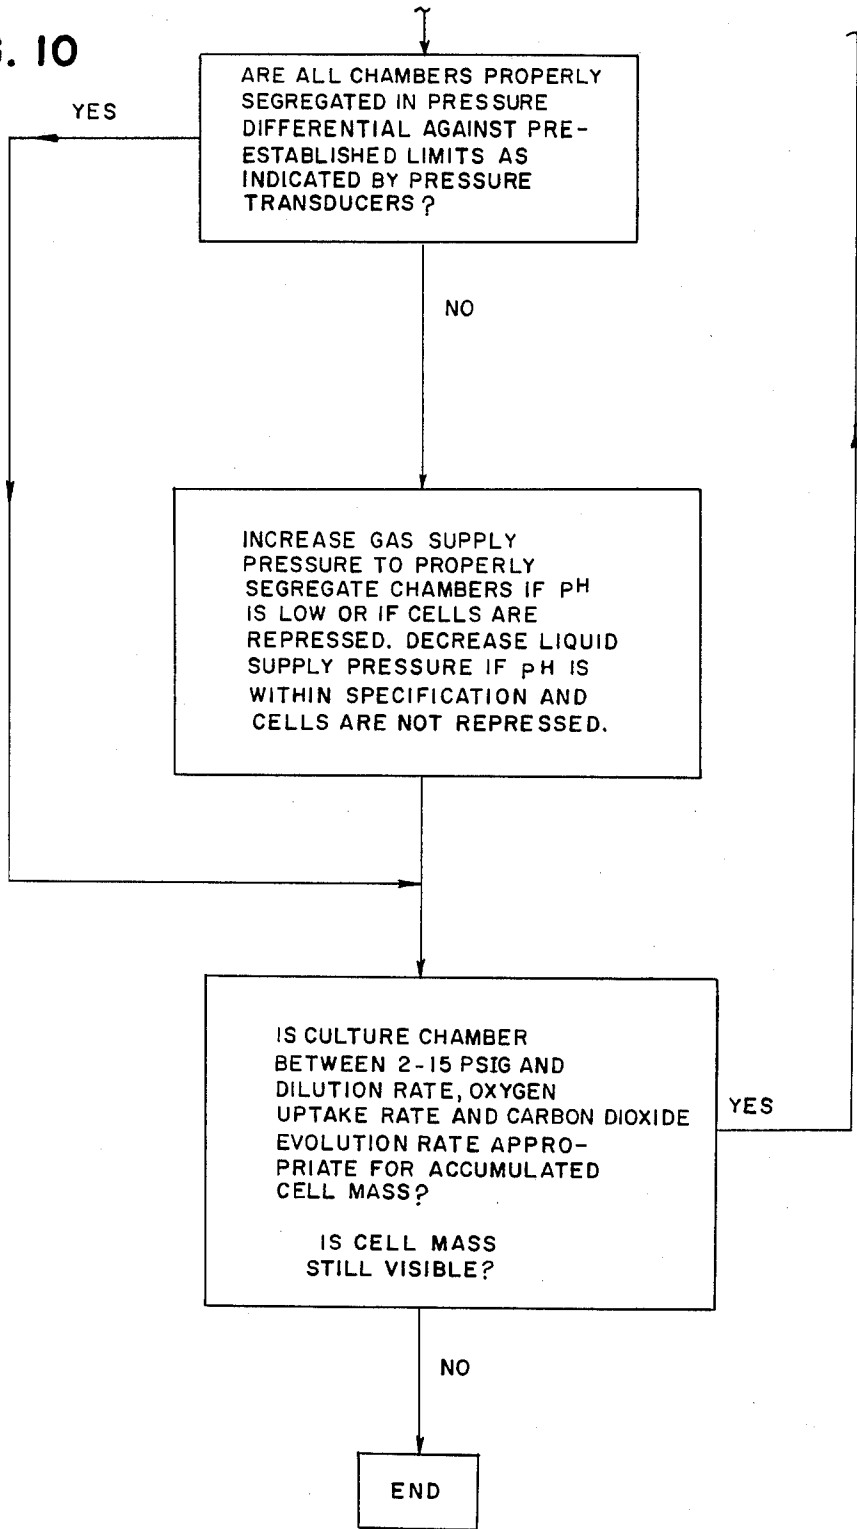 . 10
ARE ALL CHAMBERS PROPERLY
SEGREGATED IN PRESSURE
DIFFERENTIAL AGAINST PRE-
ESTABLISHED LIMITS AS
INDICATED BY PRESSURE
TRANSDUCERS?
YES
NO
INCREASE GAS SUPPLY
PRESSURE TO PROPERLY
SEGREGATE CHAMBERS IF pH
IS LOW OR IF CELLS ARE
REPRESSED. DECREASE LIQUID
SUPPLY PRESSURE IF pH IS
WITHIN SPECIFICATION AND
CELLS ARE NOT REPRESSED.
IS CULTURE CHAMBER
BETWEEN 2-15 PSIG AND
DILUTION RATE, OXYGEN
UPTAKE RATE AND CARBON DIOXIDE
EVOLUTION RATE APPRO-
PRIATE FOR ACCUMULATED
CELL MASS?
IS CELL MASS
STILL VISIBLE?
YES
NO
END